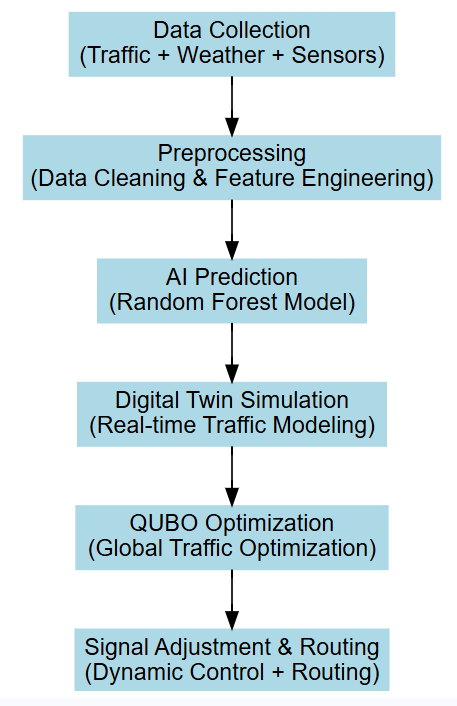 Data Collection
(Traffic + Weather + Sensors)
Preprocessing
(Data Cleaning & Feature Engineering)
AI Prediction
(Random Forest Model)
Digital Twin Simulation
(Real-time Traffic Modeling)
QUBO Optimization
(Global Traffic Optimization)
Signal Adjustment & Routing
(Dynamic Control + Routing)